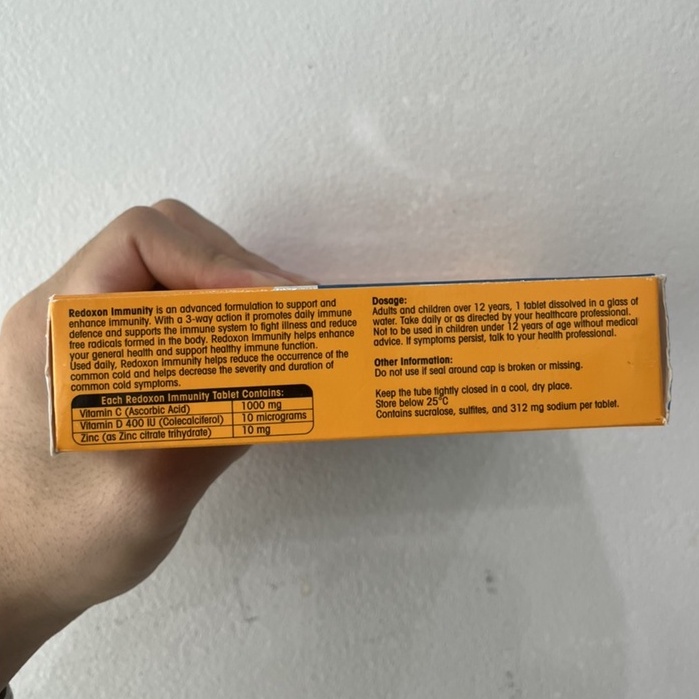 Redoxon Immunity is an advanced formulation to support and
enhance immunity. With a 3-way action it promotes daily immune
defence and supports the immune system to fight illness and reduce
free radicals formed in the body. Redoxon Immunity helps enhance
your general health and support healthy immune function.
Used daily, Redoxon Immunity helps reduce the occurrence of the
common cold and helps decrease the severity and duration of
common cold symptoms.
Each Redoxon Immunity Tablet Contains:
Vitamin C (Ascorbic Acid) 1000 mg
Vitamin D 400 IU (Colecalciferol) 10 micrograms
Zinc (as Zinc citrate trihydrate) 10 mg
Dosage:
Adults and children over 12 years, 1 tablet dissolved in a glass of
water. Take daily or as directed by your healthcare professional.
Not to be used in children under 12 years of age without medical
advice. If symptoms persist, talk to your health professional.
Other Information:
Do not use if seal around cap is broken or missing.
Keep the tube tightly closed in a cool, dry place.
Store below 25°C
Contains sucralose, sulfites, and 312 mg sodium per tablet.